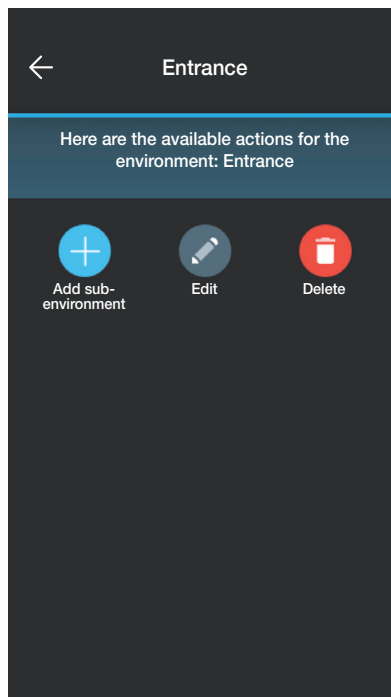 Entrance
Here are the available actions for the
environment: Entrance
Add sub-
environment
Edit
Delete